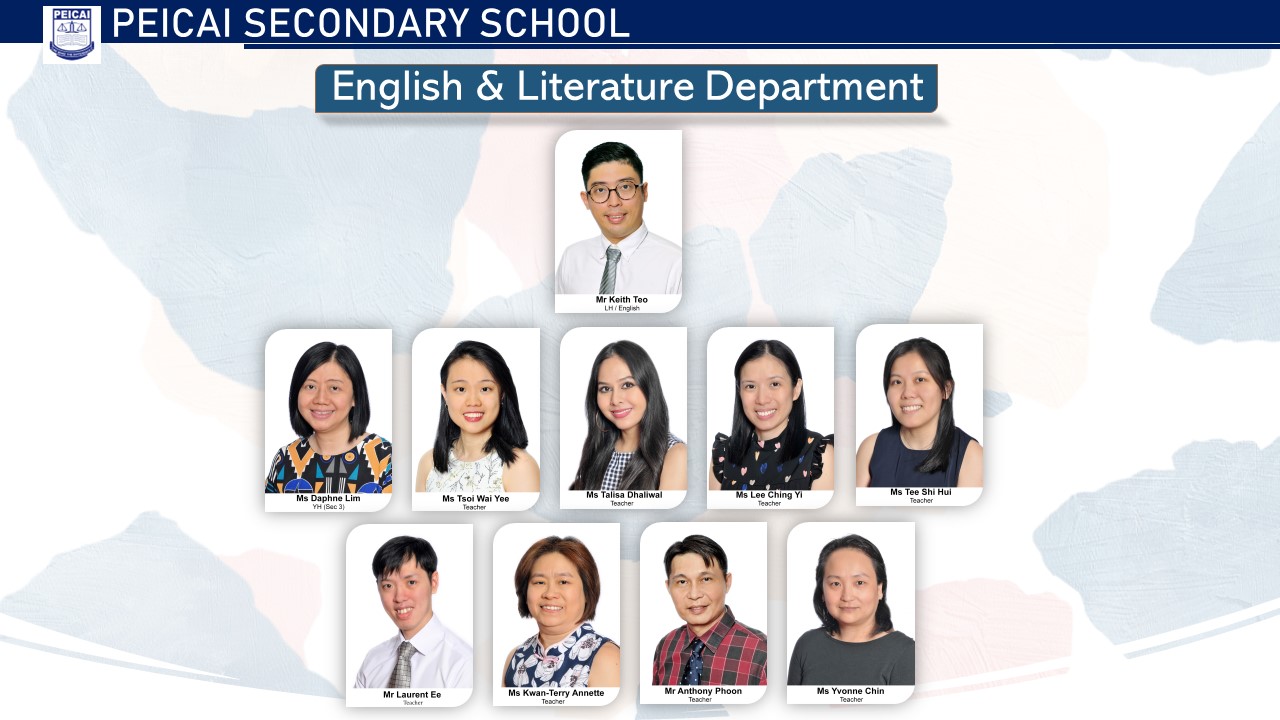 PEICAI
PEICAI SECONDARY SCHOOL
English & Literature Department
Mr Keith Teo
LH / English
Ms Daphne Lim
YH (Sec 3)
Ms Tsoi Wai Yee
Teacher
Ms Talisa Dhaliwal
Teacher
Ms Lee Ching Yi
Teacher
Ms Tee Shi Hui
Teacher
Mr Laurent Ee
Teacher
Ms Kwan-Terry Annette
Teacher
Mr Anthony Phoon
Teacher
Ms Yvonne Chin
Teacher